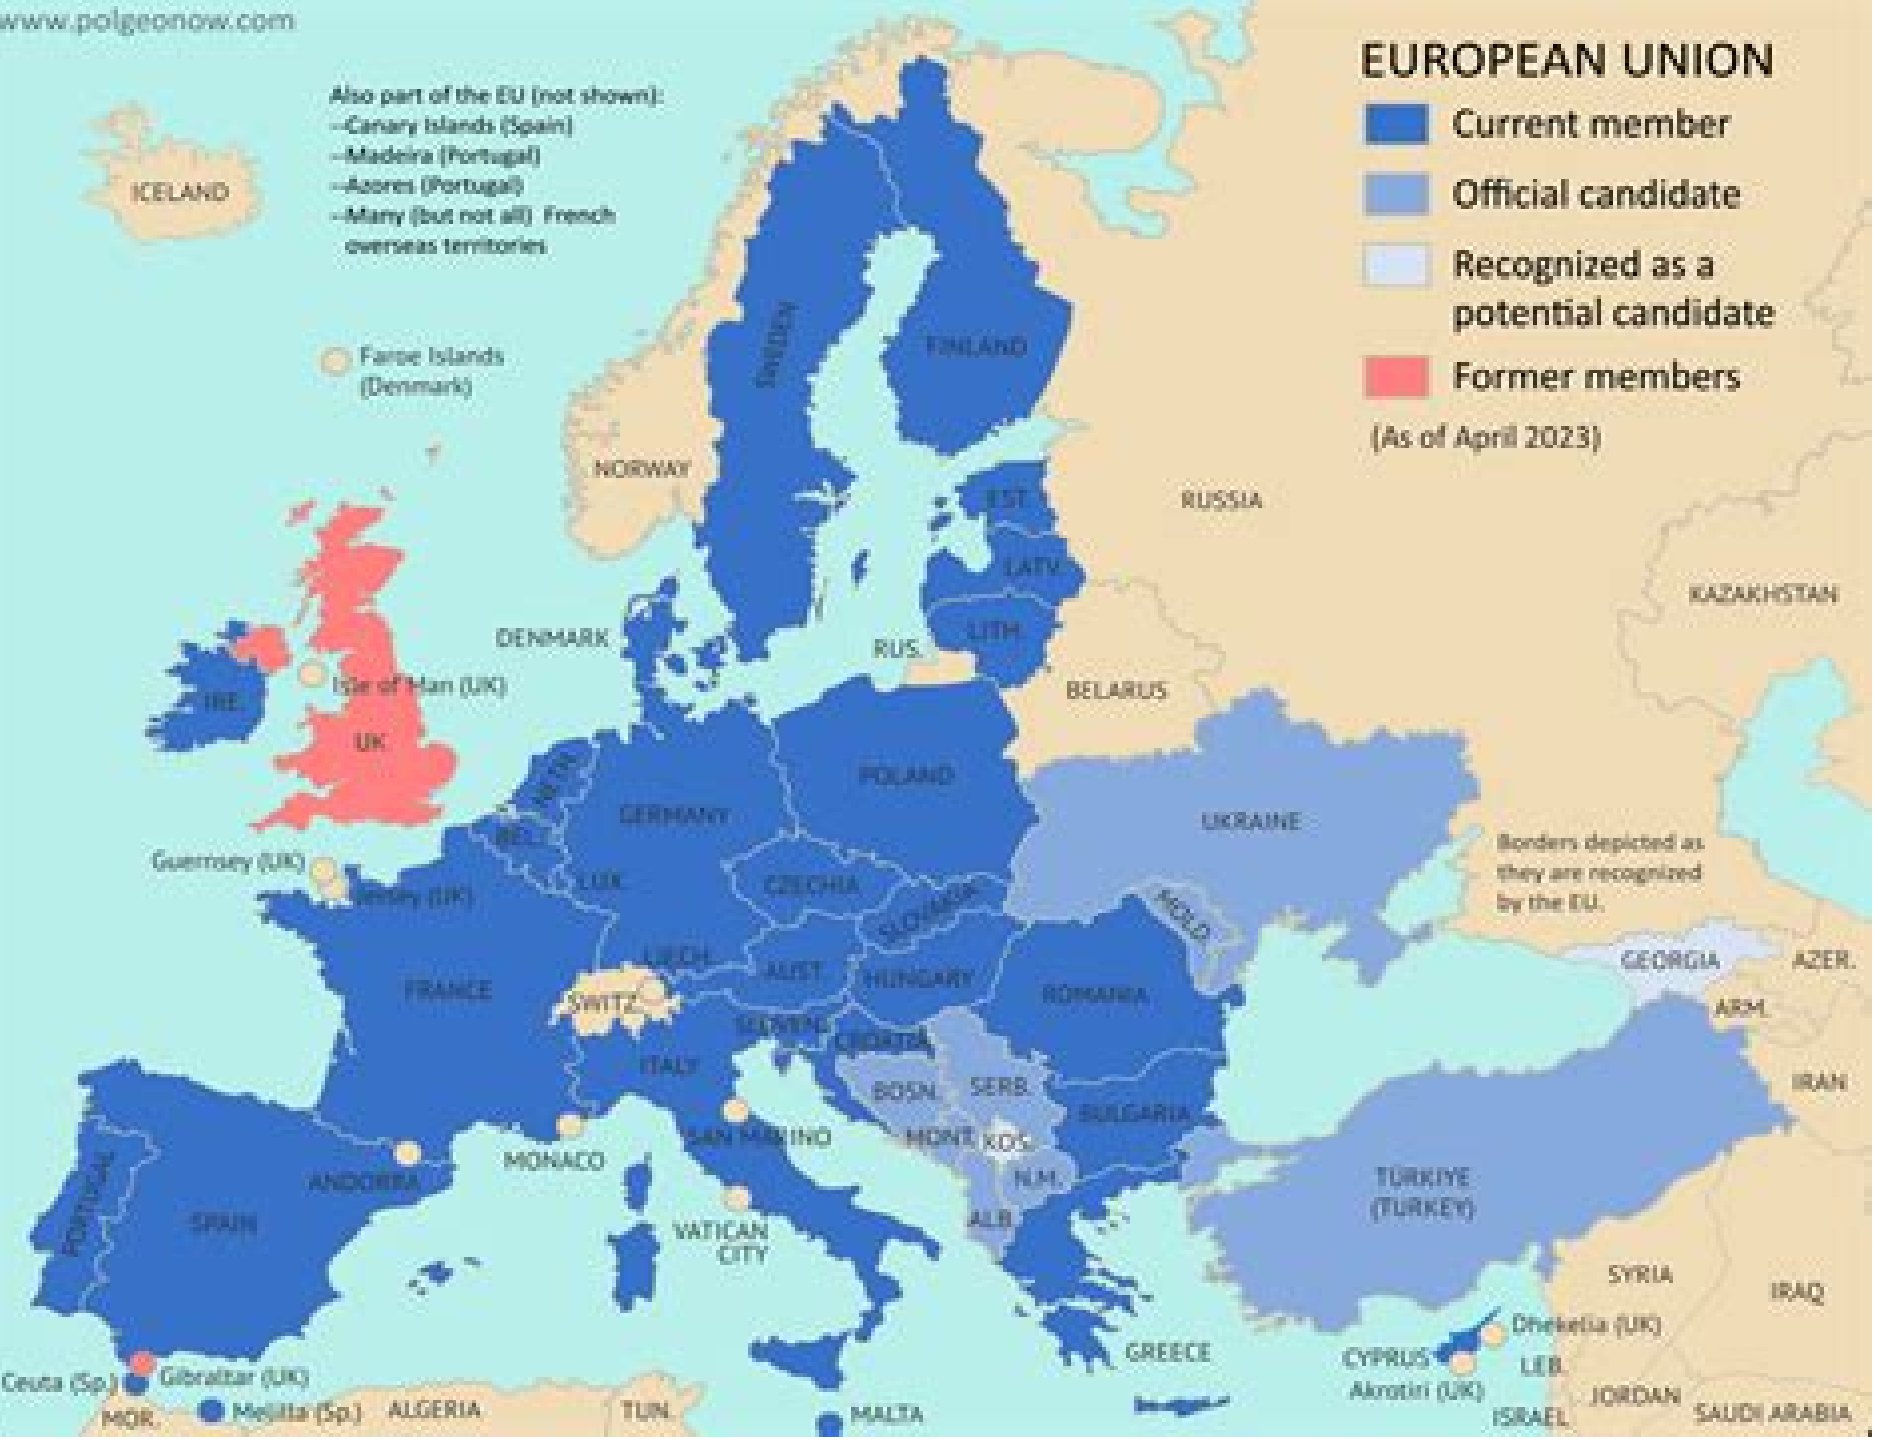 www.polgeonow.com
EUROPEAN UNION
Current member
Official candidate
Recognized as a
potential candidate
Former members
(As of April 2023)
Also part of the EU (not shown):
--Canary Islands (Spain)
--Madeira (Portugal)
--Azores (Portugal)
--Many (but not all) French
overseas territories
ICELAND
Faroe Islands
(Denmark)
SWEDEN
FINLAND
NORWAY
RUSSIA
EST.
LATV.
LITH.
KAZAKHSTAN
DENMARK
RUS.
BELARUS
IRE.
Isle of Man (UK)
UK
NETH.
POLAND
GERMANY
UKRAINE
BEL.
Borders depicted as
they are recognized
by the EU.
Guernsey (UK)
Jersey (UK)
LUX.
CZECHIA
SLOVAKIA
MOLD.
LIECH.
AUST.
HUNGARY
GEORGIA
AZER.
FRANCE
SWITZ.
ROMANIA
ARM.
SLOVEN.
CROATIA
ITALY
BOSN.
SERB.
IRAN
BULGARIA
SAN MARINO
MONT.
KOS.
MONACO
ANDORRA
N.M.
TÜRKIYE
(TURKEY)
PORTUGAL
SPAIN
ALB.
VATICAN
CITY
SYRIA
IRAQ
Dhekelia (UK)
GREECE
CYPRUS
LEB.
Akrotiri (UK)
Ceuta (Sp.)
Gibraltar (UK)
JORDAN
MOR.
Melilla (Sp.)
ALGERIA
TUN.
MALTA
ISRAEL
SAUDI ARABIA